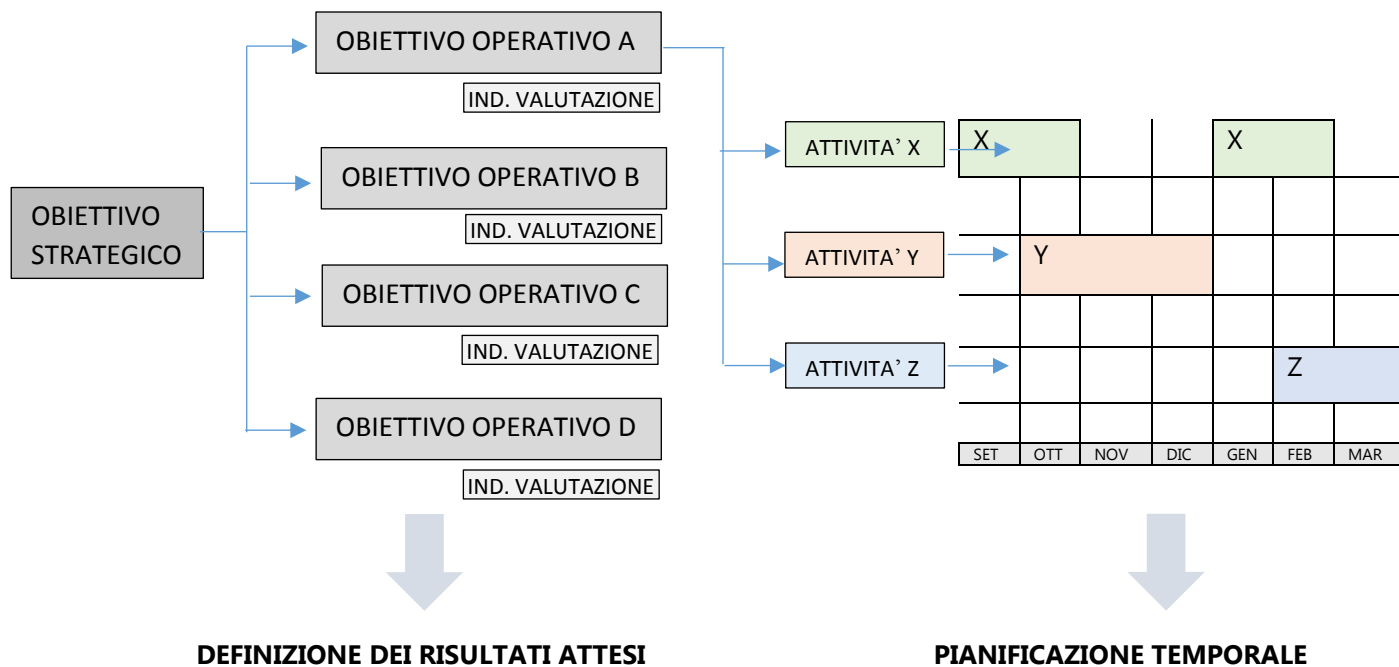 OBIETTIVO
STRATEGICO
OBIETTIVO OPERATIVO A
IND. VALUTAZIONE
OBIETTIVO OPERATIVO B
IND. VALUTAZIONE
OBIETTIVO OPERATIVO C
IND. VALUTAZIONE
OBIETTIVO OPERATIVO D
IND. VALUTAZIONE
ATTIVITA’ X
ATTIVITA’ Y
ATTIVITA’ Z
X X
Y
Z
SET OTT NOV DIC GEN FEB MAR
DEFINIZIONE DEI RISULTATI ATTESI
PIANIFICAZIONE TEMPORALE